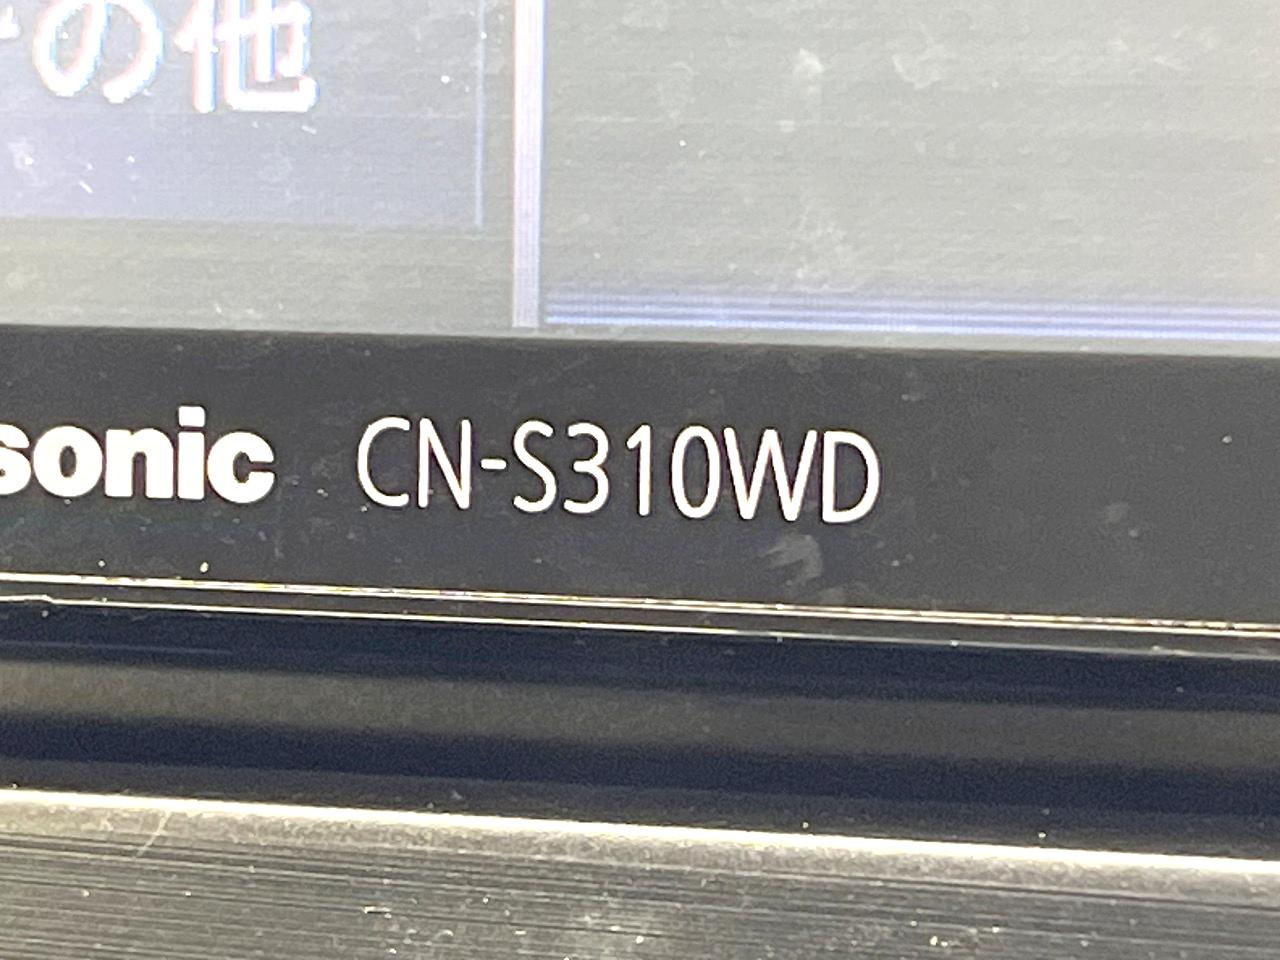 の他
sonic CN-S310WD